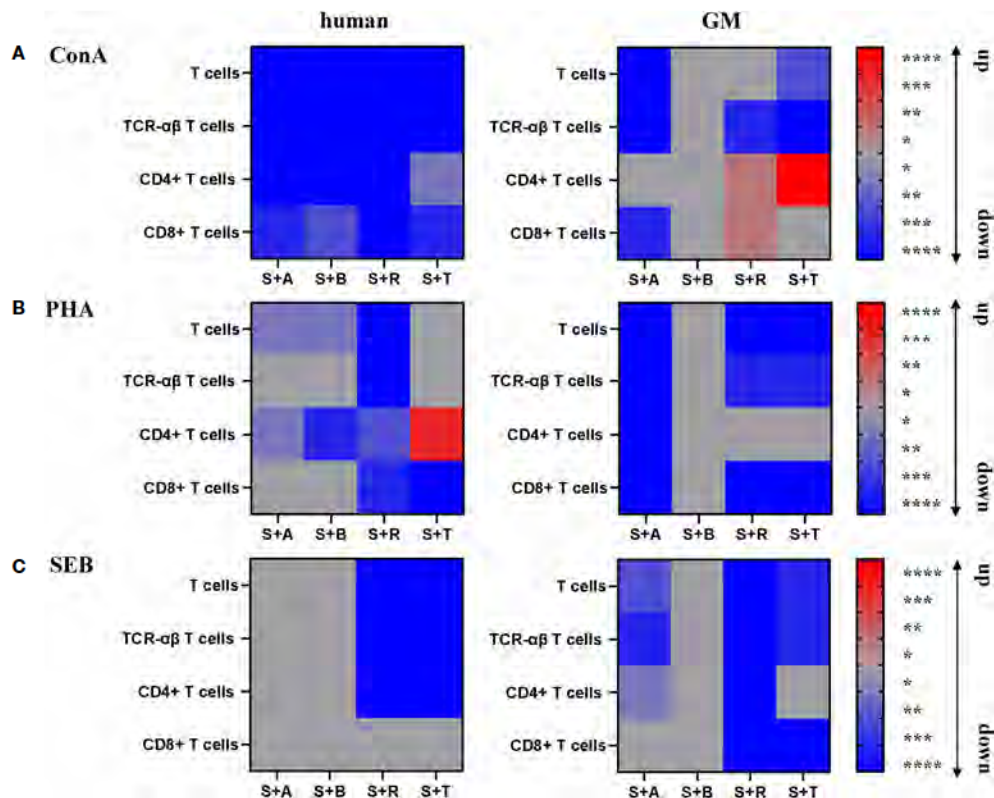 human GM
A ConA
T cells
TCR-αβ T cells
CD4+ T cells
CD8+ T cells
S+A S+B S+R S+T
T cells
TCR-αβ T cells
CD4+ T cells
CD8+ T cells
S+A S+B S+R S+T
****
***
**
*
*
**
***
****
up
down
B PHA
T cells
TCR-αβ T cells
CD4+ T cells
CD8+ T cells
S+A S+B S+R S+T
T cells
TCR-αβ T cells
CD4+ T cells
CD8+ T cells
S+A S+B S+R S+T
****
***
**
*
*
**
***
****
up
down
C SEB
T cells
TCR-αβ T cells
CD4+ T cells
CD8+ T cells
S+A S+B S+R S+T
T cells
TCR-αβ T cells
CD4+ T cells
CD8+ T cells
S+A S+B S+R S+T
****
***
**
*
*
**
***
****
up
down